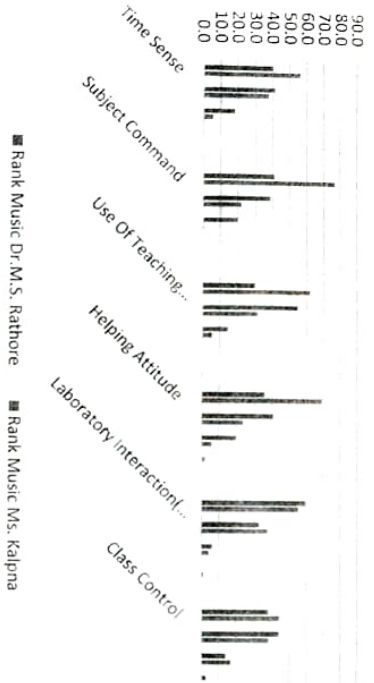 90.0
80.0
70.0
60.0
50.0
40.0
30.0
20.0
10.0
0.0
Time Sense
Subject Command
Use Of Teaching...
Helping Attitude
Laboratory Interaction(...
Class Control
Rank Music Dr.M.S. Rathore
Rank Music Ms. Kalpna